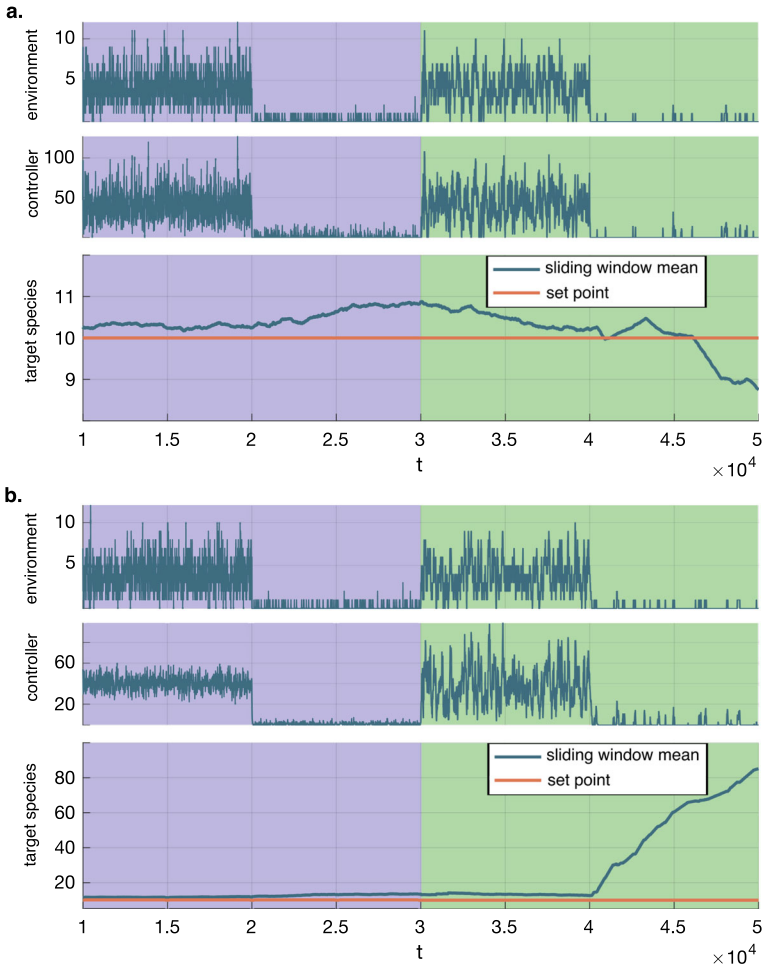 a.
environment
10
5
controller
100
50
target species
11
10
9
sliding window mean
set point
1 1.5 2 2.5 3 3.5 4 4.5 5
t
×10^4
b.
environment
10
5
controller
60
20
target species
80
60
40
20
sliding window mean
set point
1 1.5 2 2.5 3 3.5 4 4.5 5
t
×10^4